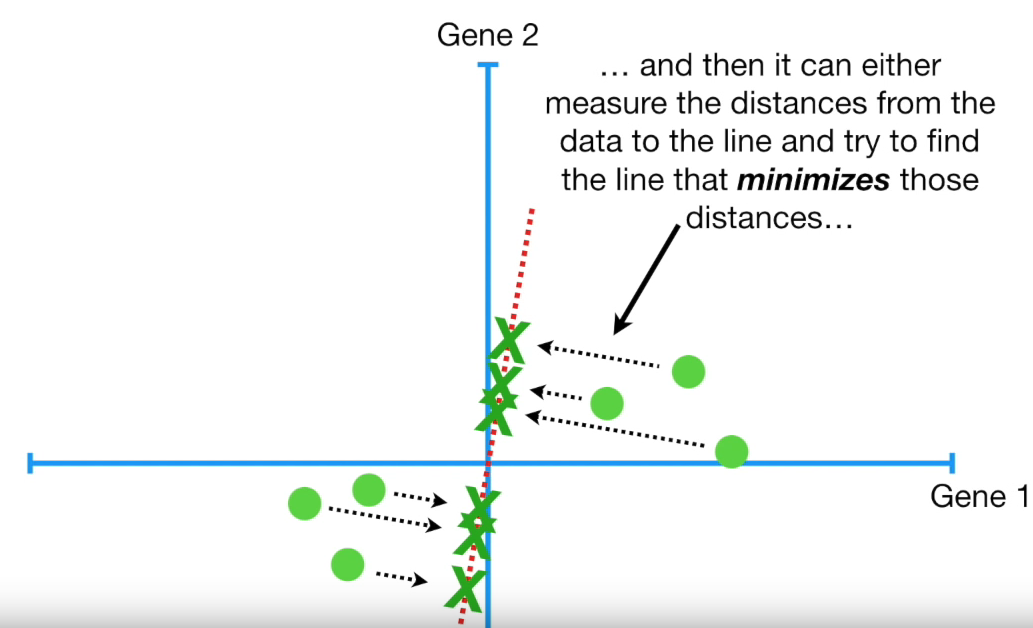 Gene 2
… and then it can either
measure the distances from the
data to the line and try to find
the line that minimizes those
distances…
Gene 1